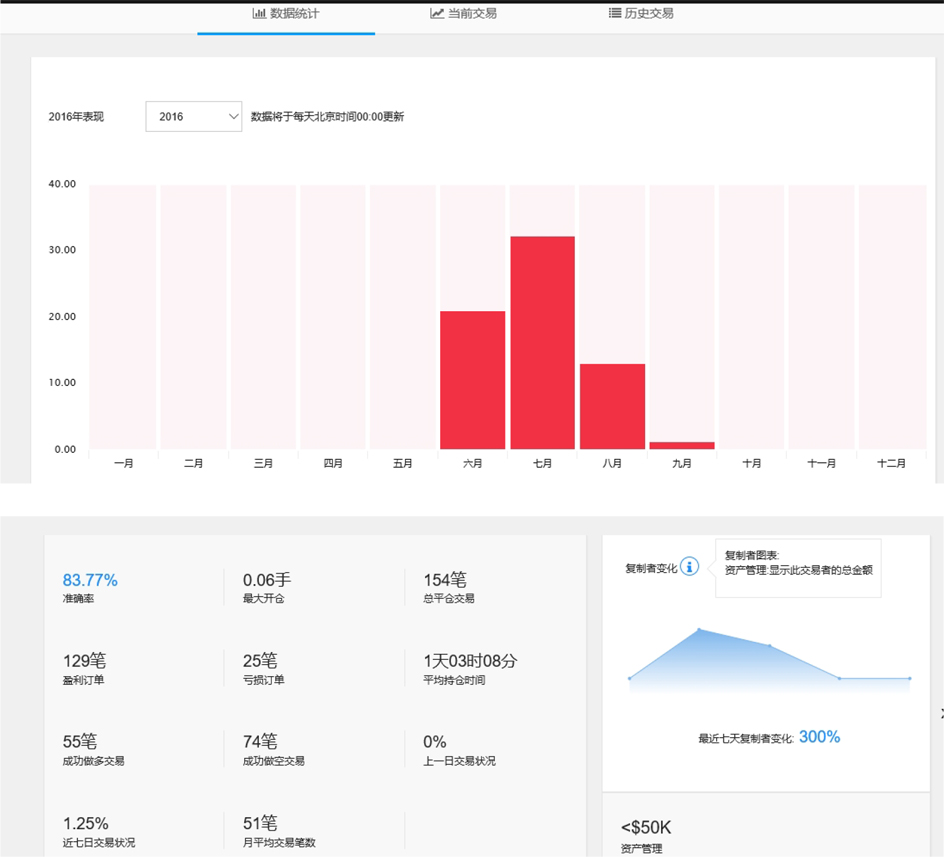 数据统计
当前交易
历史交易
2016年表现
2016
数据将于每天北京时间00:00更新
40.00
30.00
20.00
10.00
0.00
一月
二月
三月
四月
五月
六月
七月
八月
九月
十月
十一月
十二月
83.77%
准确率
0.06手
最大开仓
154笔
总平仓交易
129笔
盈利订单
25笔
亏损订单
1天03时08分
平均持仓时间
55笔
成功做多交易
74笔
成功做空交易
0%
上一日交易状况
1.25%
近七日交易状况
51笔
月平均交易笔数
复制者变化
复制者图表:
资产管理:显示此交易者的总金额
最近七天复制者变化: 300%
<$50K
资产管理